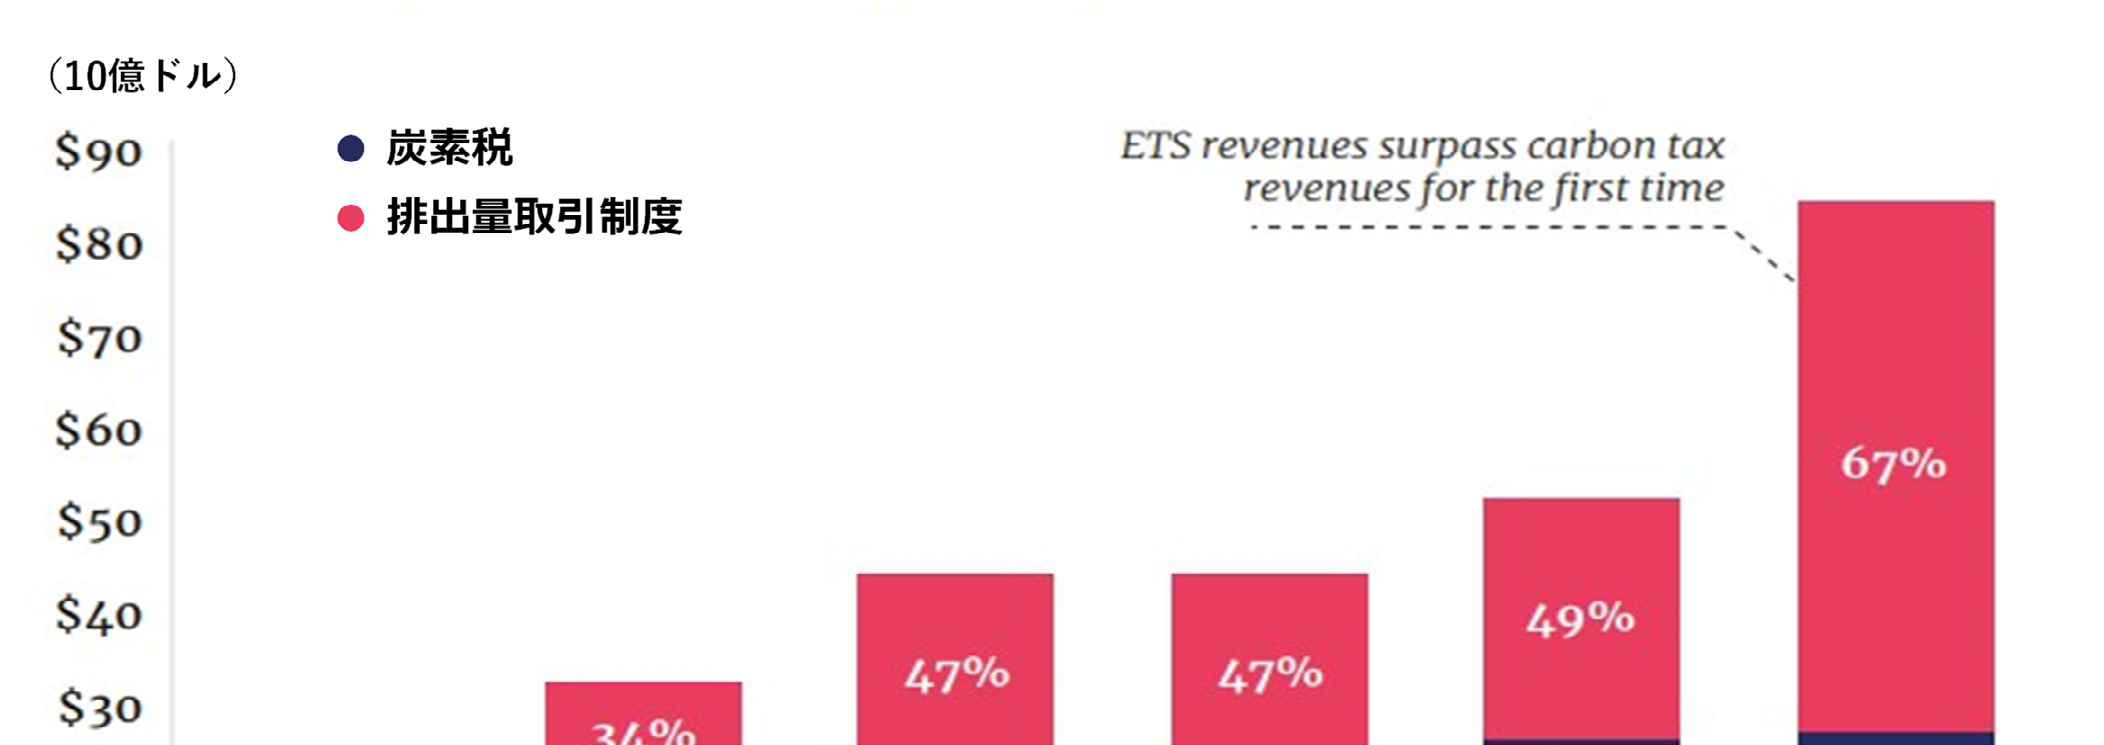 （10億ドル）
$90
炭素税
排出量取引制度
ETS revenues surpass carbon tax
revenues for the first time
$80
$70
$60
$50
$40
$30
34%
47%
47%
49%
67%